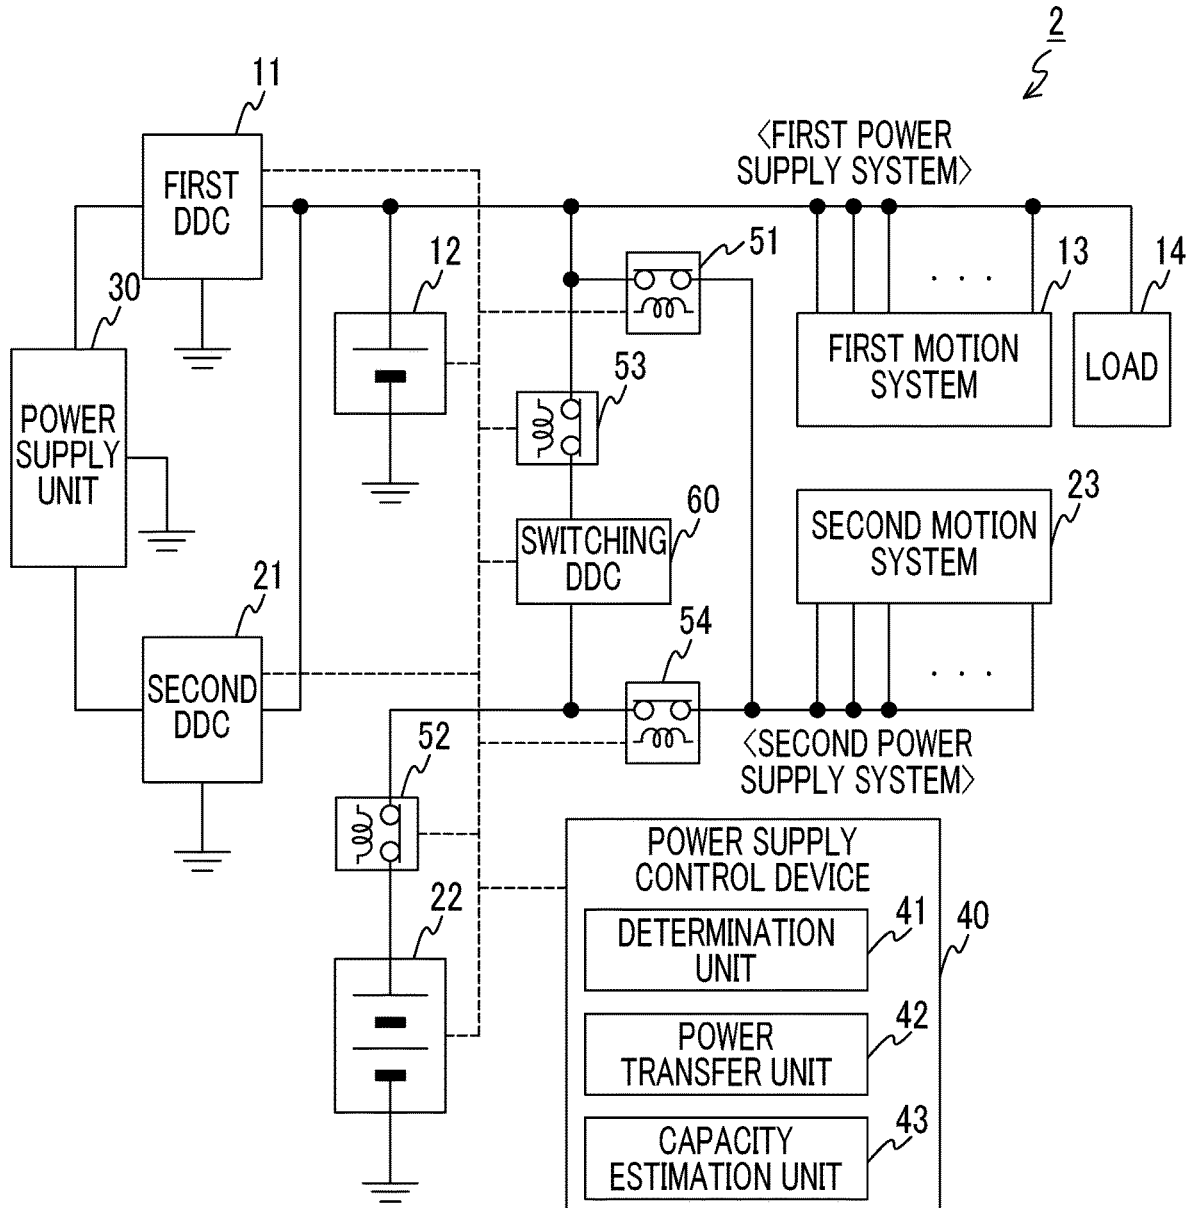 2
11
<FIRST POWER
SUPPLY SYSTEM>
FIRST
DDC
12
51
13
14
30
. . .
FIRST MOTION
SYSTEM
LOAD
53
POWER
SUPPLY
UNIT
60
SECOND MOTION
SYSTEM
23
SWITCHING
DDC
21
54
SECOND
DDC
. . .
52
<SECOND POWER
SUPPLY SYSTEM>
POWER SUPPLY
CONTROL DEVICE
22
41
40
DETERMINATION
UNIT
42
POWER
TRANSFER UNIT
43
CAPACITY
ESTIMATION UNIT